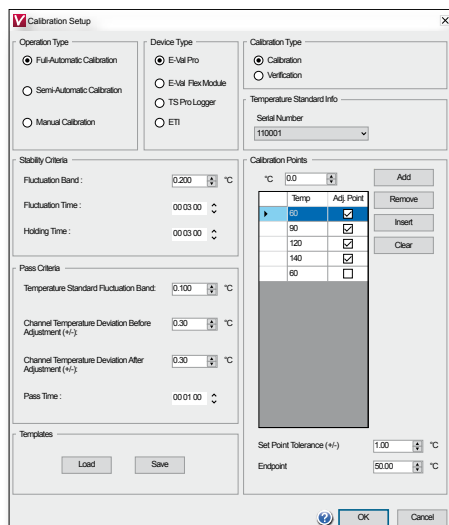 Calibration Setup
Operation Type
Full-Automatic Calibration
Semi-Automatic Calibration
Manual Calibration
Device Type
E-Val Pro
E-Val Flex Module
TS Pro Logger
ETI
Calibration Type
Calibration
Verification
Temperature Standard Info
Serial Number
110001
Stability Criteria
Fluctuation Band : 0.200 °C
Fluctuation Time : 00 03 00
Holding Time : 00 03 00
Pass Criteria
Temperature Standard Fluctuation Band: 0.100 °C
Channel Temperature Deviation Before
Adjustment (+/-): 0.30 °C
Channel Temperature Deviation After
Adjustment (+/-): 0.30 °C
Pass Time : 00 01 00
Templates
Load Save
Calibration Points
°C 0.0 Add
Remove
Insert
Clear
Temp Adj. Point
60
90
120
140
60
Set Point Tolerance (+/-) 1.00 °C
Endpoint 50.00 °C
? OK Cancel